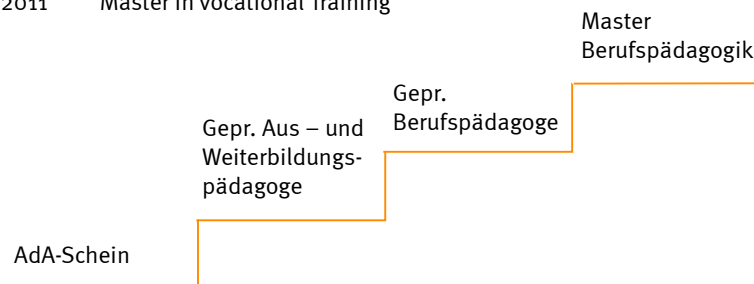 2011 Master in Vocational Training
Master
Berufspädagogik
Gepr.
Berufspädagoge
Gepr. Aus – und
Weiterbildungs-
pädagoge
AdA-Schein